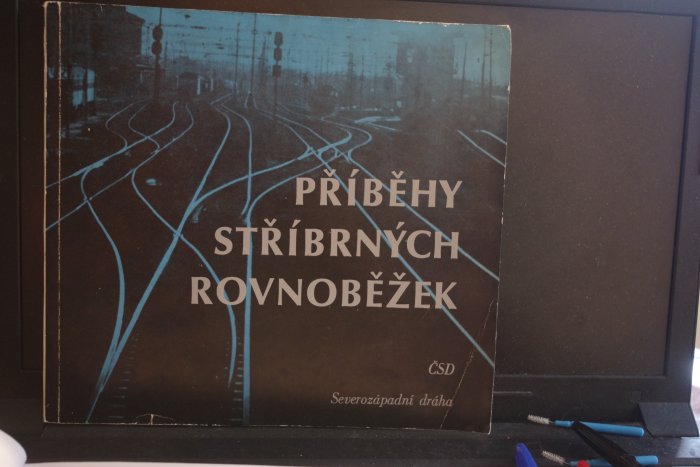 PŘÍBĚHY
STŘÍBRNÝCH
ROVNOBĚŽEK
ČSD
Severozápadní dráha